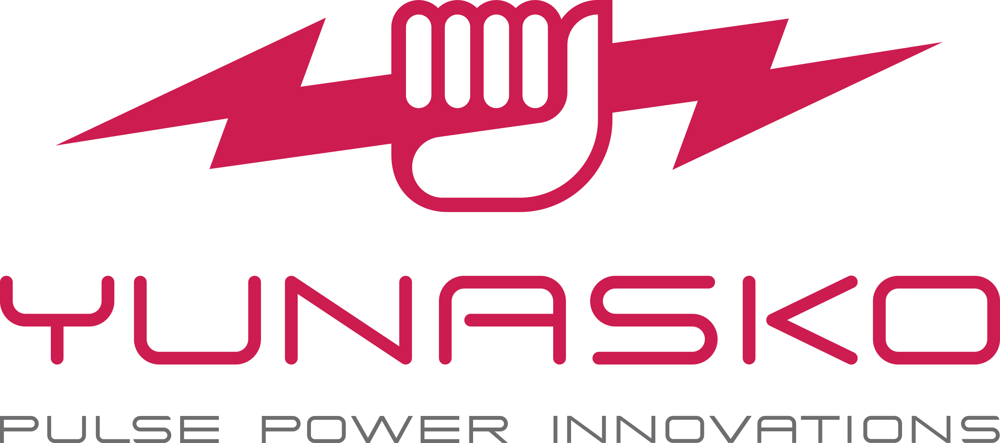 YUNASKO
PULSE POWER INNOVATIONS